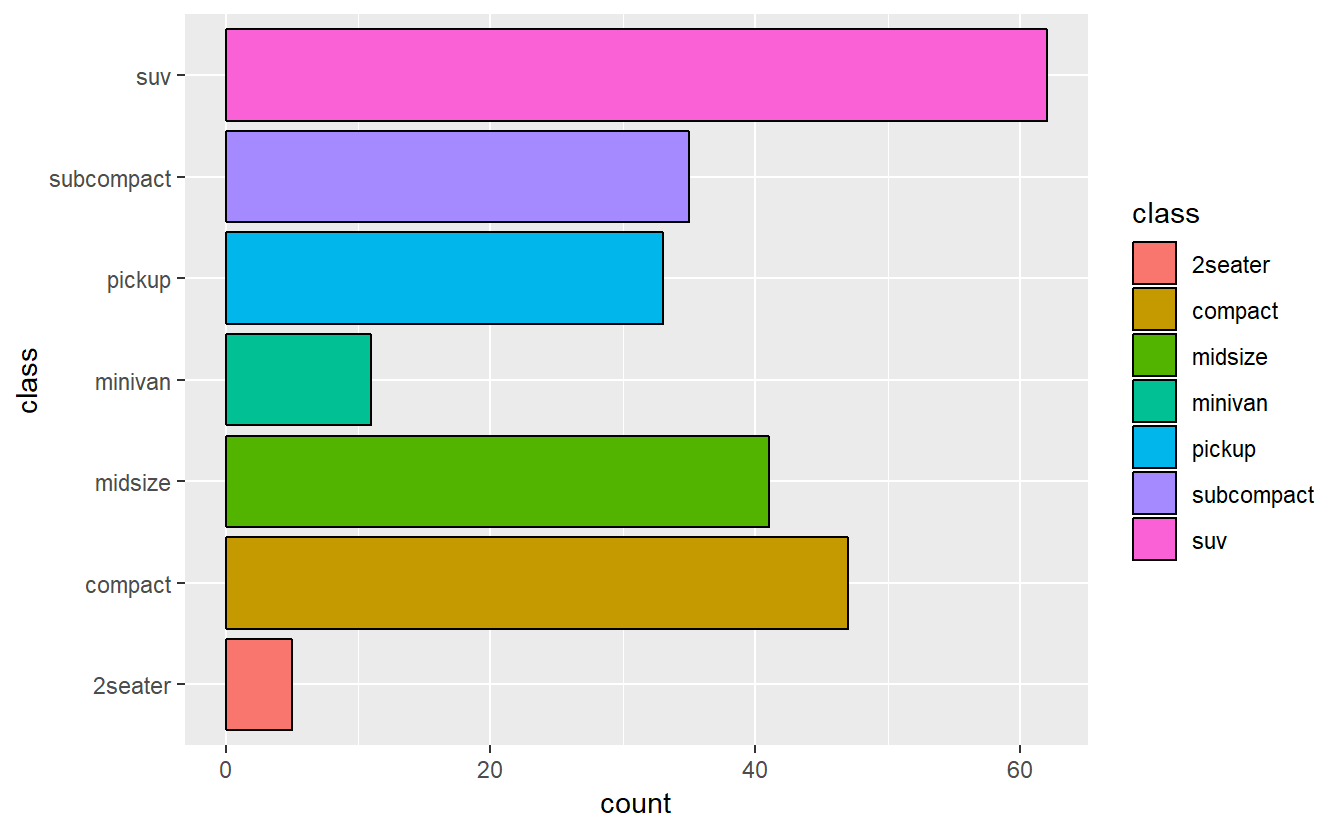 suv
subcompact
pickup
minivan
midsize
compact
2seater
class
0 20 40 60
count
class
2seater
compact
midsize
minivan
pickup
subcompact
suv